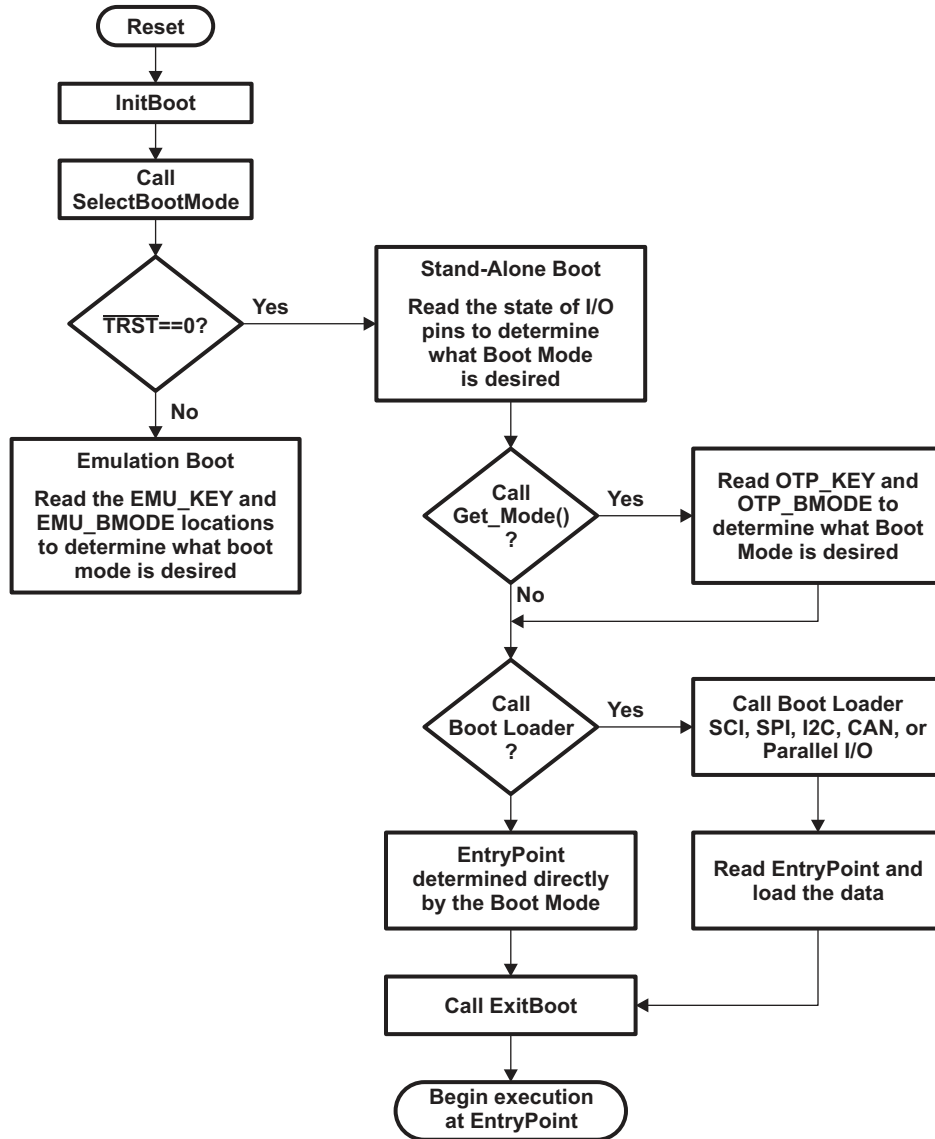 Reset
InitBoot
Call
SelectBootMode
T̅R̅S̅T̅==0?
Yes
No
Stand-Alone Boot
Read the state of I/O
pins to determine
what Boot Mode
is desired
Emulation Boot
Read the EMU_KEY and
EMU_BMODE locations
to determine what boot
mode is desired
Call
Get_Mode()
?
Yes
No
Read OTP_KEY and
OTP_BMODE to
determine what Boot
Mode is desired
Call
Boot Loader
?
Yes
Call Boot Loader
SCI, SPI, I2C, CAN, or
Parallel I/O
EntryPoint
determined directly
by the Boot Mode
Read EntryPoint and
load the data
Call ExitBoot
Begin execution
at EntryPoint